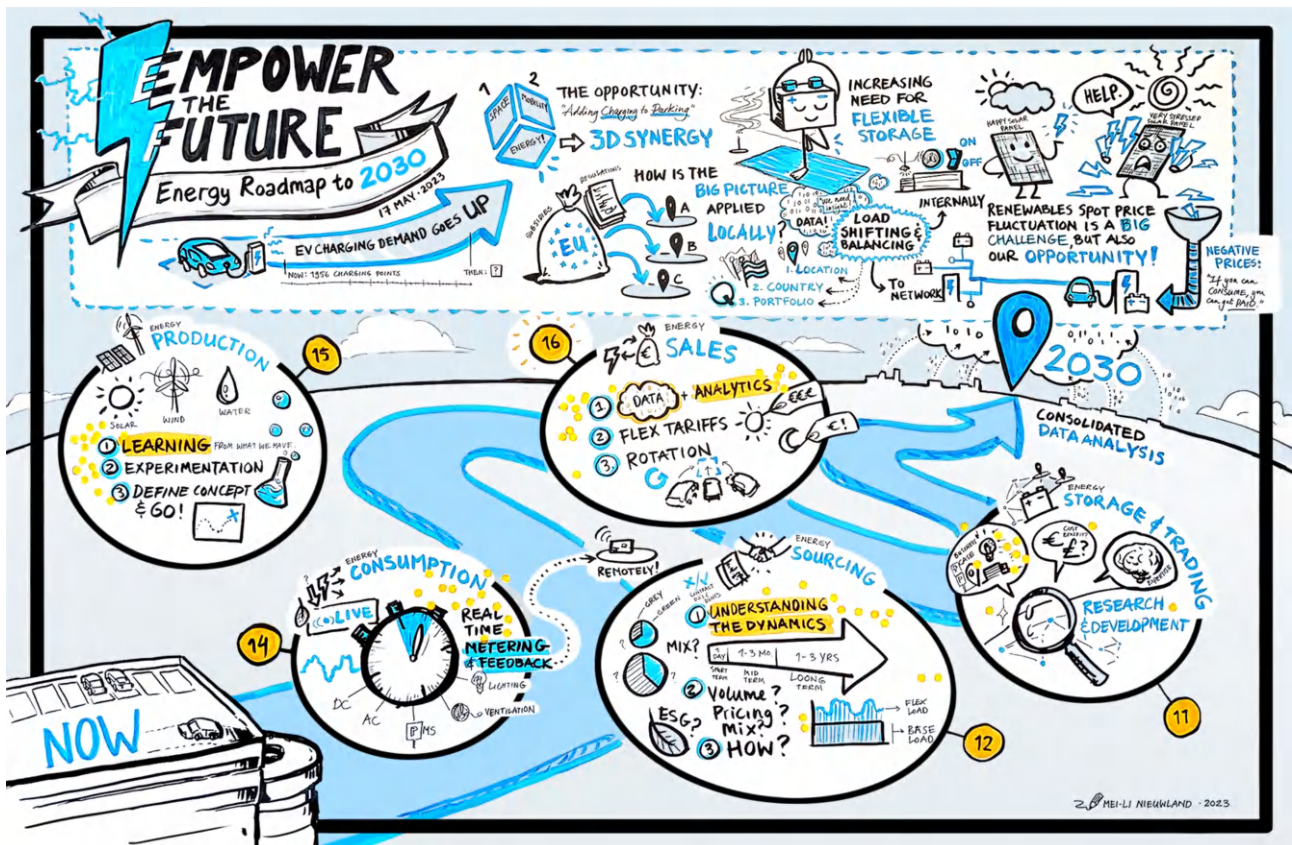 EMPOWER
THE
FUTURE
Energy Roadmap to 2030
17 MAY. 2023
EV CHARGING DEMAND GOES UP
NOW: 1956 CHARGING POINTS
THEN: ?
1
2
SPACE
MOBILITY
ENERGY!
THE OPPORTUNITY:
"Adding Charging to Parking"
3D SYNERGY
SUBSIDIES
REGULATIONS
EU
HOW IS THE
BIG PICTURE
APPLIED
LOCALLY?
A
B
C
1. LOCATION
2. COUNTRY
3. PORTFOLIO
INCREASING
NEED FOR
FLEXIBLE
STORAGE
ON
OFF
DATA!
"We need insight!"
LOAD
SHIFTING &
BALANCING
INTERNALLY
TO
NETWORK
HAPPY SOLAR
PANEL
HELP.
VERY STRESSED
SOLAR PANEL
RENEWABLES SPOT PRICE
FLUCTUATION IS A BIG
CHALLENGE, BUT ALSO
OUR OPPORTUNITY!
NEGATIVE
PRICES:
"If you can
CONSUME, you
can get PAID."
ENERGY
PRODUCTION
15
SOLAR
WIND
WATER
1 LEARNING FROM WHAT WE HAVE.
2 EXPERIMENTATION
3 DEFINE CONCEPT
& GO!
16
ENERGY
SALES
1. DATA + ANALYTICS
2 FLEX TARIFFS
3. ROTATION
€€€
€!
2030
CONSOLIDATED
DATA ANALYSIS
ENERGY
STORAGE & TRADING
BUSINESS
CASE
COST
BENEFIT
€ £?
EXPERTISE
RESEARCH
& DEVELOPMENT
11
ENERGY
CONSUMPTION
14
LIVE
REAL
TIME
METERING
& FEEDBACK
LIGHTING
VENTILATION
DC
AC
PMS
REMOTELY!
ENERGY
SOURCING
GREY
GREEN
X/√
CONTRACT
1 UNDERSTANDING
THE DYNAMICS
MIX?
1 DAY
1-3 MO
1-3 YRS
SHORT TERM
MID TERM
LOONG TERM
2 Volume?
Pricing?
Mix?
3 HOW?
ESG?
FLEX
LOAD
BASE
LOAD
12
NOW
MEI-LI NIEUWLAND - 2023